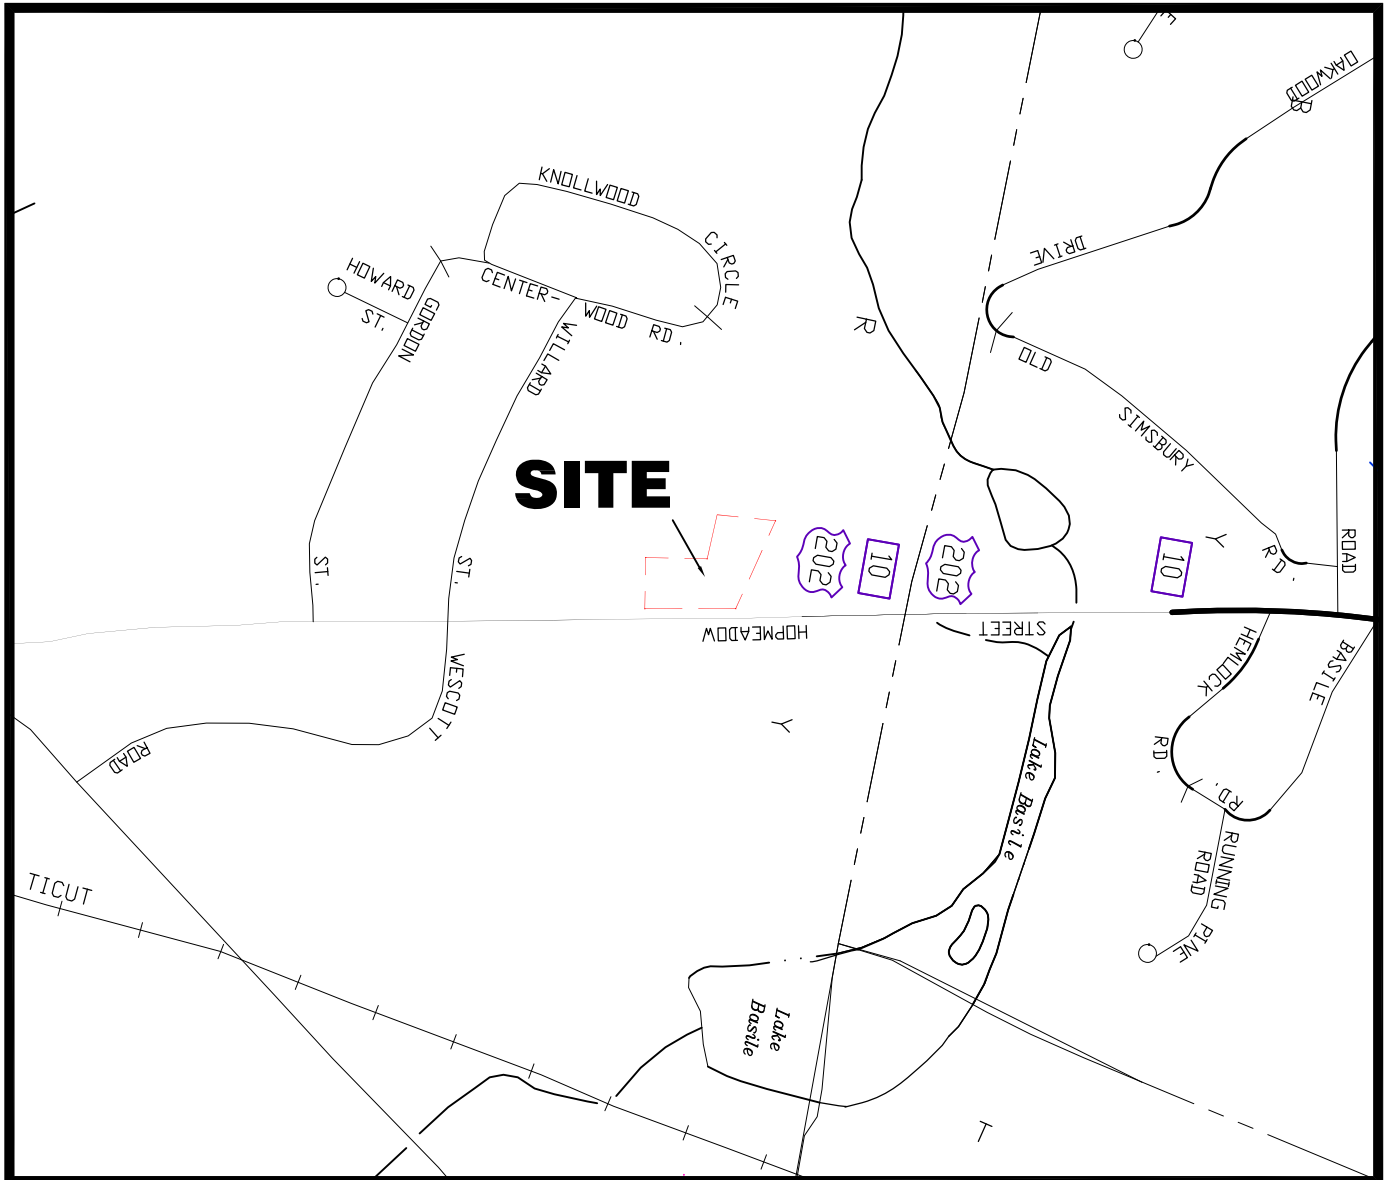 OAKWOOD
KNOLLWOOD
CIRCLE
DRIVE
HOWARD
ST.
CENTER-
WOOD RD.
GORDON
ST.
WILLARD
ST.
R
OLD
SIMSBURY
RD.
SITE
202
10
202
10
Y
ROAD
HOPMEADOW
STREET
HEMLOCK
RD.
BASILE
RD.
WESCOTT
ROAD
Y
Lake Basile
RUNNING PINE
ROAD
TICUT
Lake
Basile
T